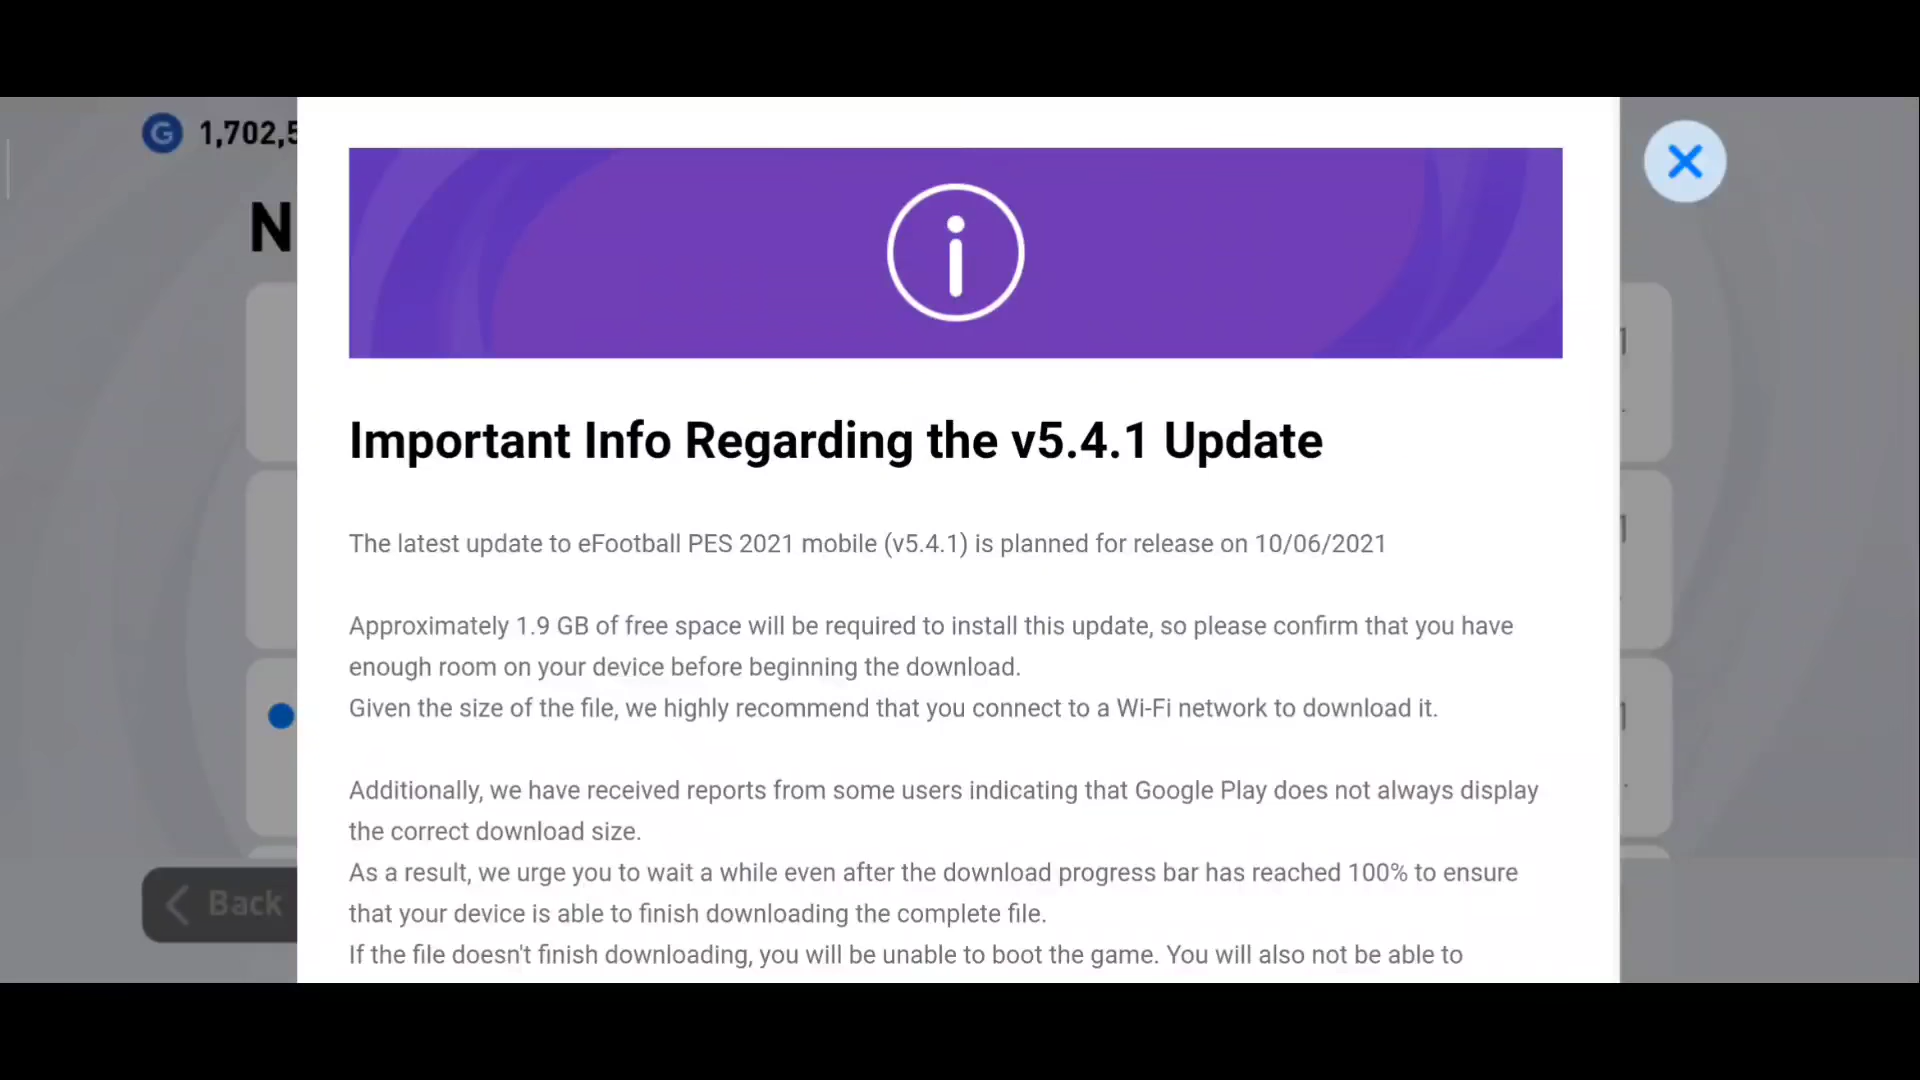 G 1,702,5
N
Important Info Regarding the v5.4.1 Update
The latest update to eFootball PES 2021 mobile (v5.4.1) is planned for release on 10/06/2021
Approximately 1.9 GB of free space will be required to install this update, so please confirm that you have
enough room on your device before beginning the download.
Given the size of the file, we highly recommend that you connect to a Wi-Fi network to download it.
Additionally, we have received reports from some users indicating that Google Play does not always display
the correct download size.
As a result, we urge you to wait a while even after the download progress bar has reached 100% to ensure
that your device is able to finish downloading the complete file.
Back
If the file doesn't finish downloading, you will be unable to boot the game. You will also not be able to